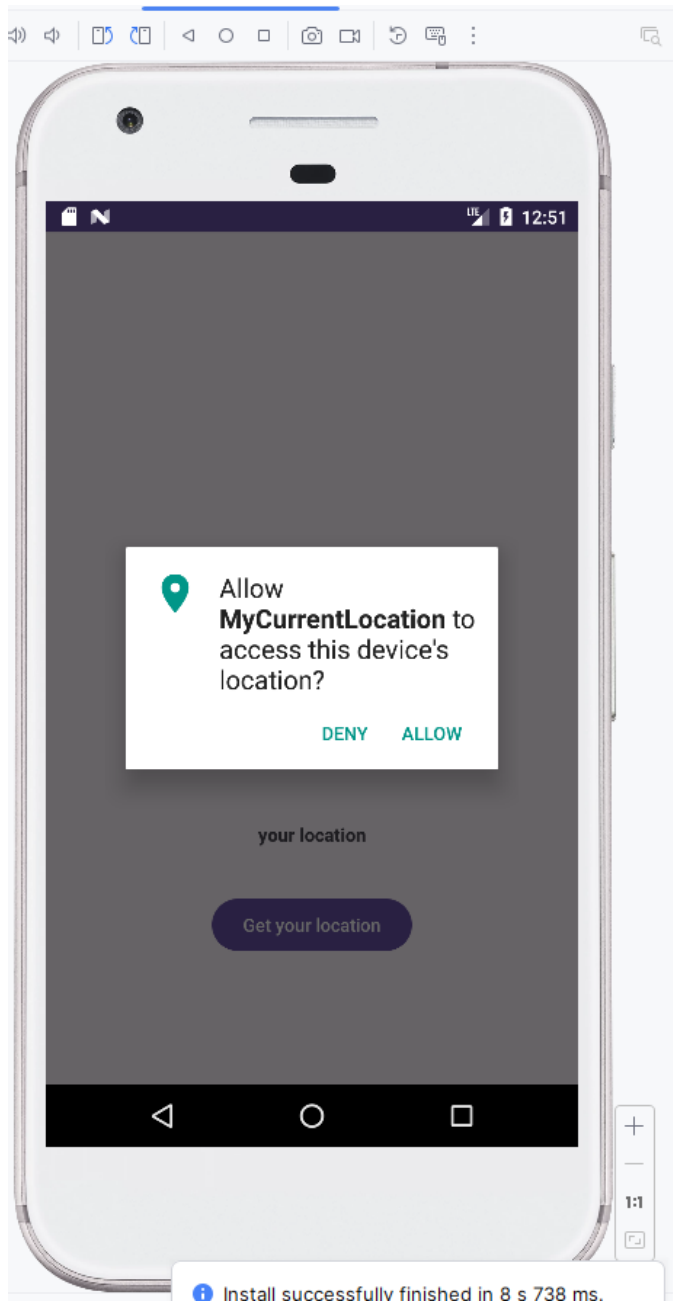 LTE 12:51
Allow
MyCurrentLocation to
access this device's
location?
DENY ALLOW
your location
Get your location
1:1
Install successfully finished in 8 s 738 ms.